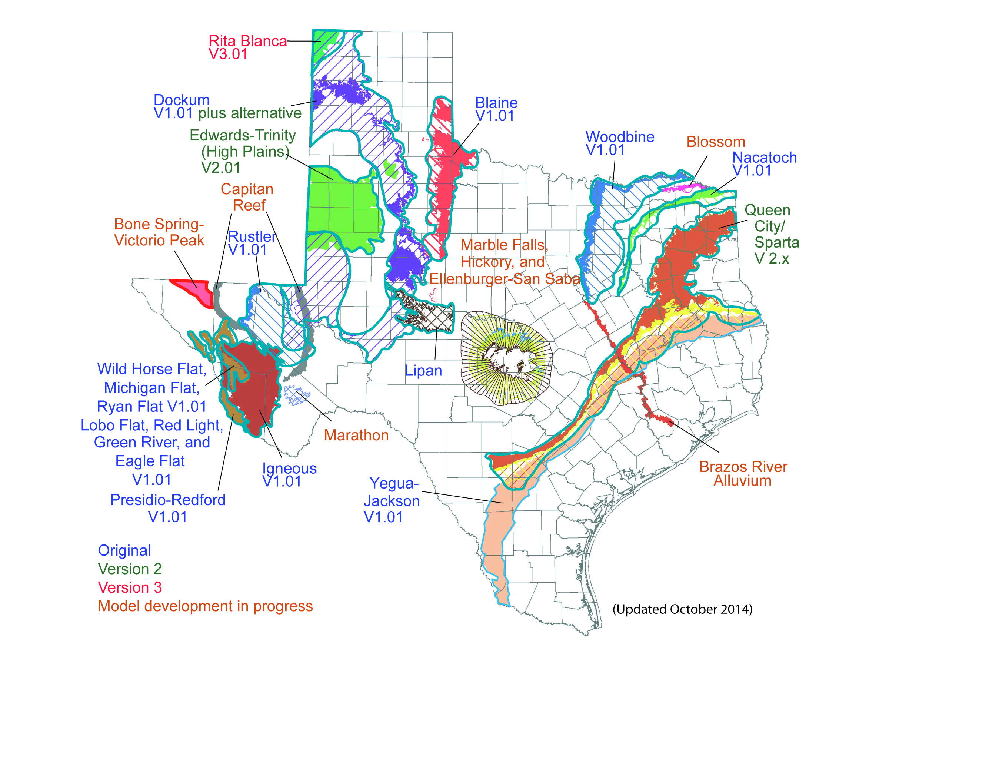 Rita Blanca
V3.01
Dockum
V1.01 plus alternative
Edwards-Trinity
(High Plains)
V2.01
Capitan
Reef
Bone Spring-
Victorio Peak
Rustler
V1.01
Blaine
V1.01
Woodbine
V1.01
Blossom
Nacatoch
V1.01
Queen
City/
Sparta
V 2.x
Marble Falls,
Hickory, and
Ellenburger-San Saba
Lipan
Wild Horse Flat,
Michigan Flat,
Ryan Flat V1.01
Lobo Flat, Red Light,
Green River, and
Eagle Flat
V1.01
Presidio-Redford
V1.01
Igneous
V1.01
Marathon
Yegua-
Jackson
V1.01
Brazos River
Alluvium
Original
Version 2
Version 3
Model development in progress
(Updated October 2014)